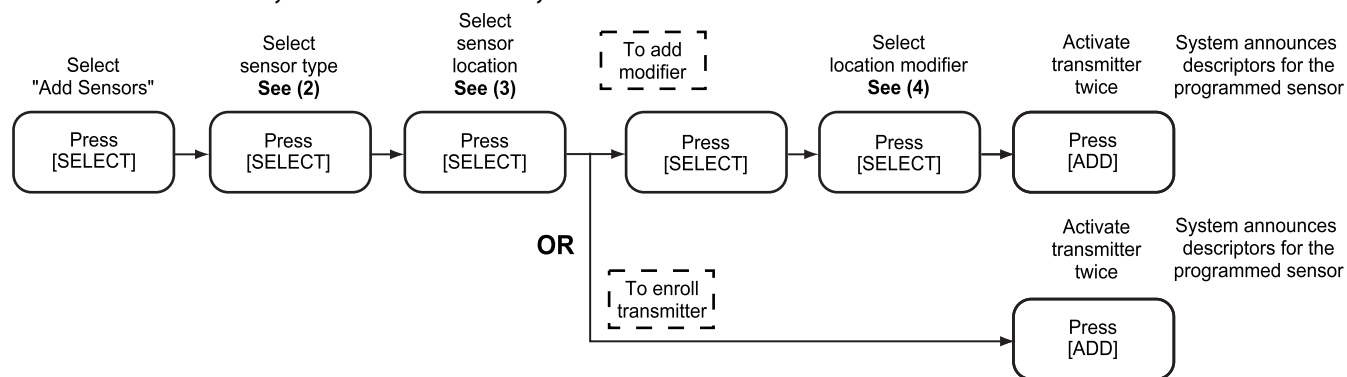 Select
"Add Sensors"
Press
[SELECT]
Select
sensor type
See (2)
Press
[SELECT]
Select
sensor
location
See (3)
Press
[SELECT]
To add
modifier
Press
[SELECT]
Select
location modifier
See (4)
Press
[SELECT]
Activate
transmitter
twice
Press
[ADD]
System announces
descriptors for the
programmed sensor
OR
To enroll
transmitter
Activate
transmitter
twice
Press
[ADD]
System announces
descriptors for the
programmed sensor